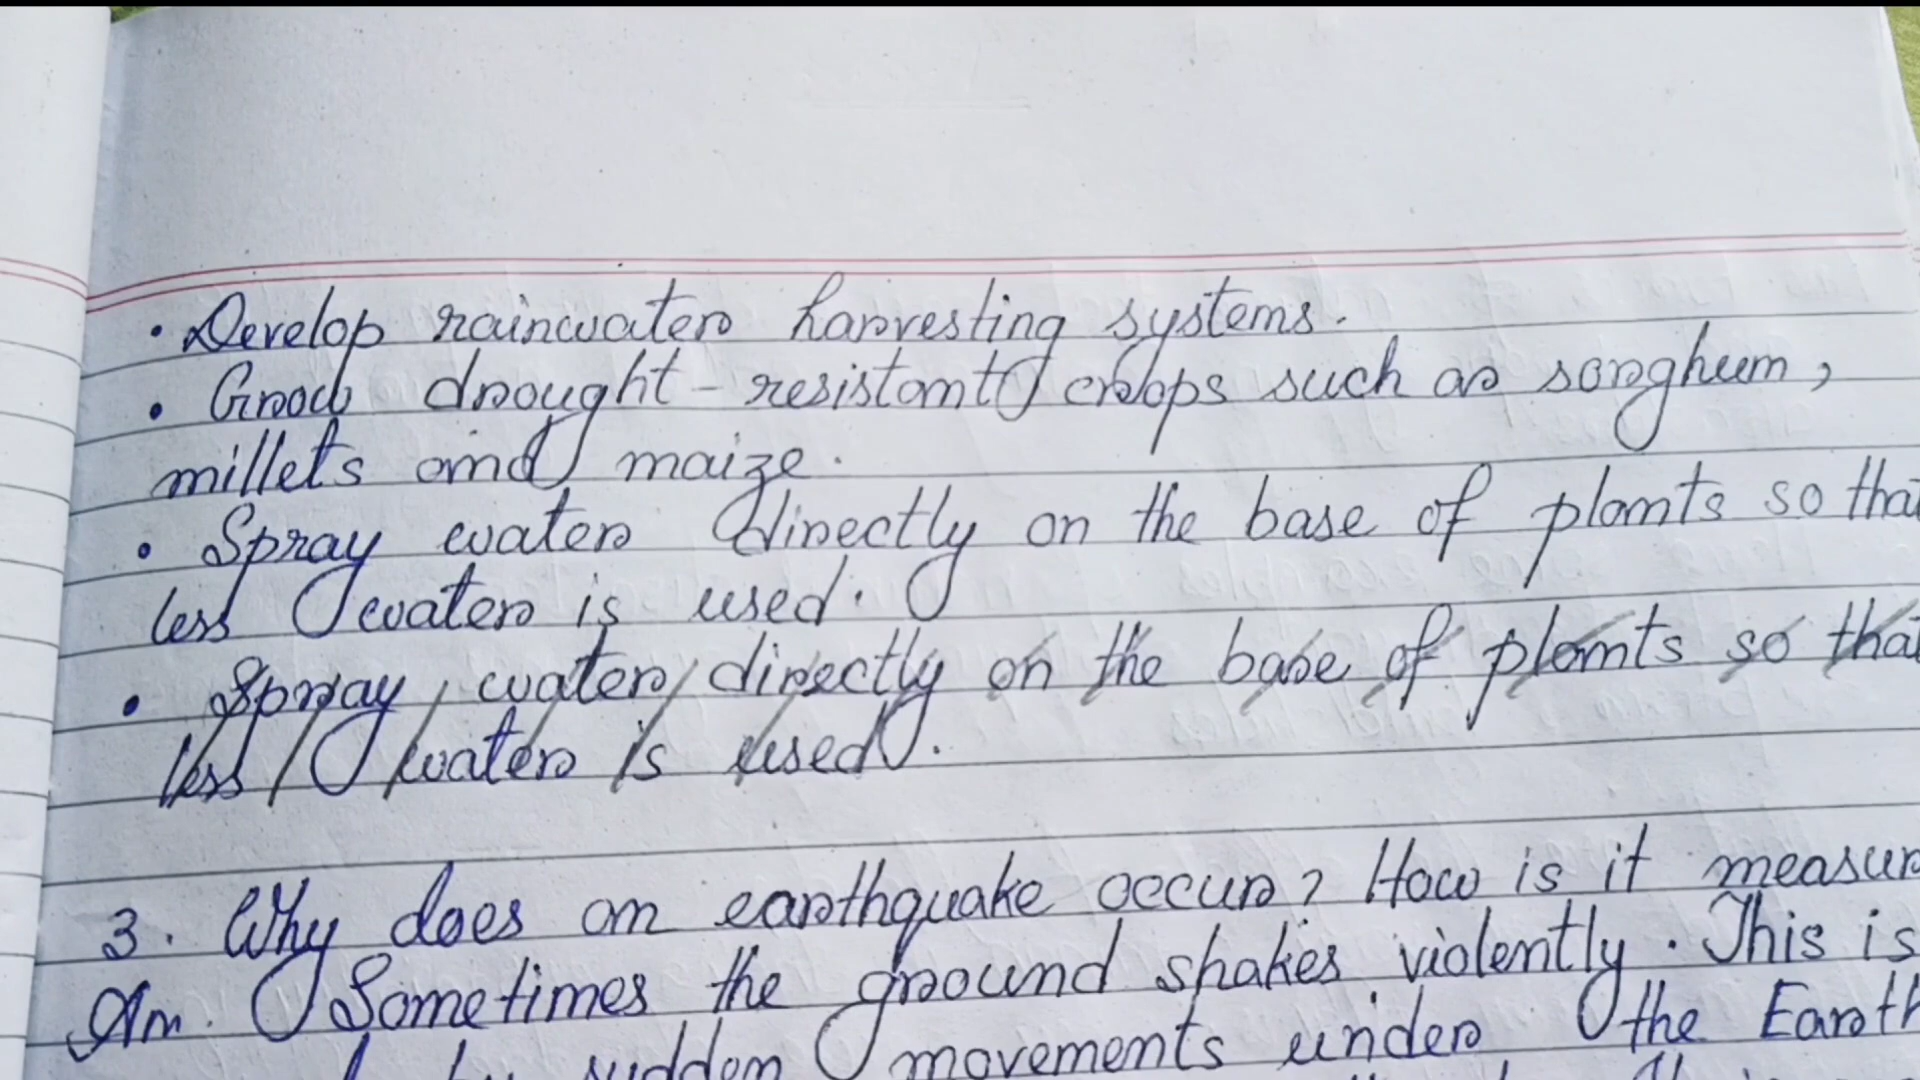 • Develop rainwater harvesting systems.
• Grow drought-resistant crops such as sorghum,
millets and maize.
• Spray water directly on the base of plants so that
less water is used.
• Spray water directly on the base of plants so that
less water is used.
3. Why does an earthquake occur? How is it measur
Ans. Sometimes the ground shakes violently. This is
by sudden movements under the Earth